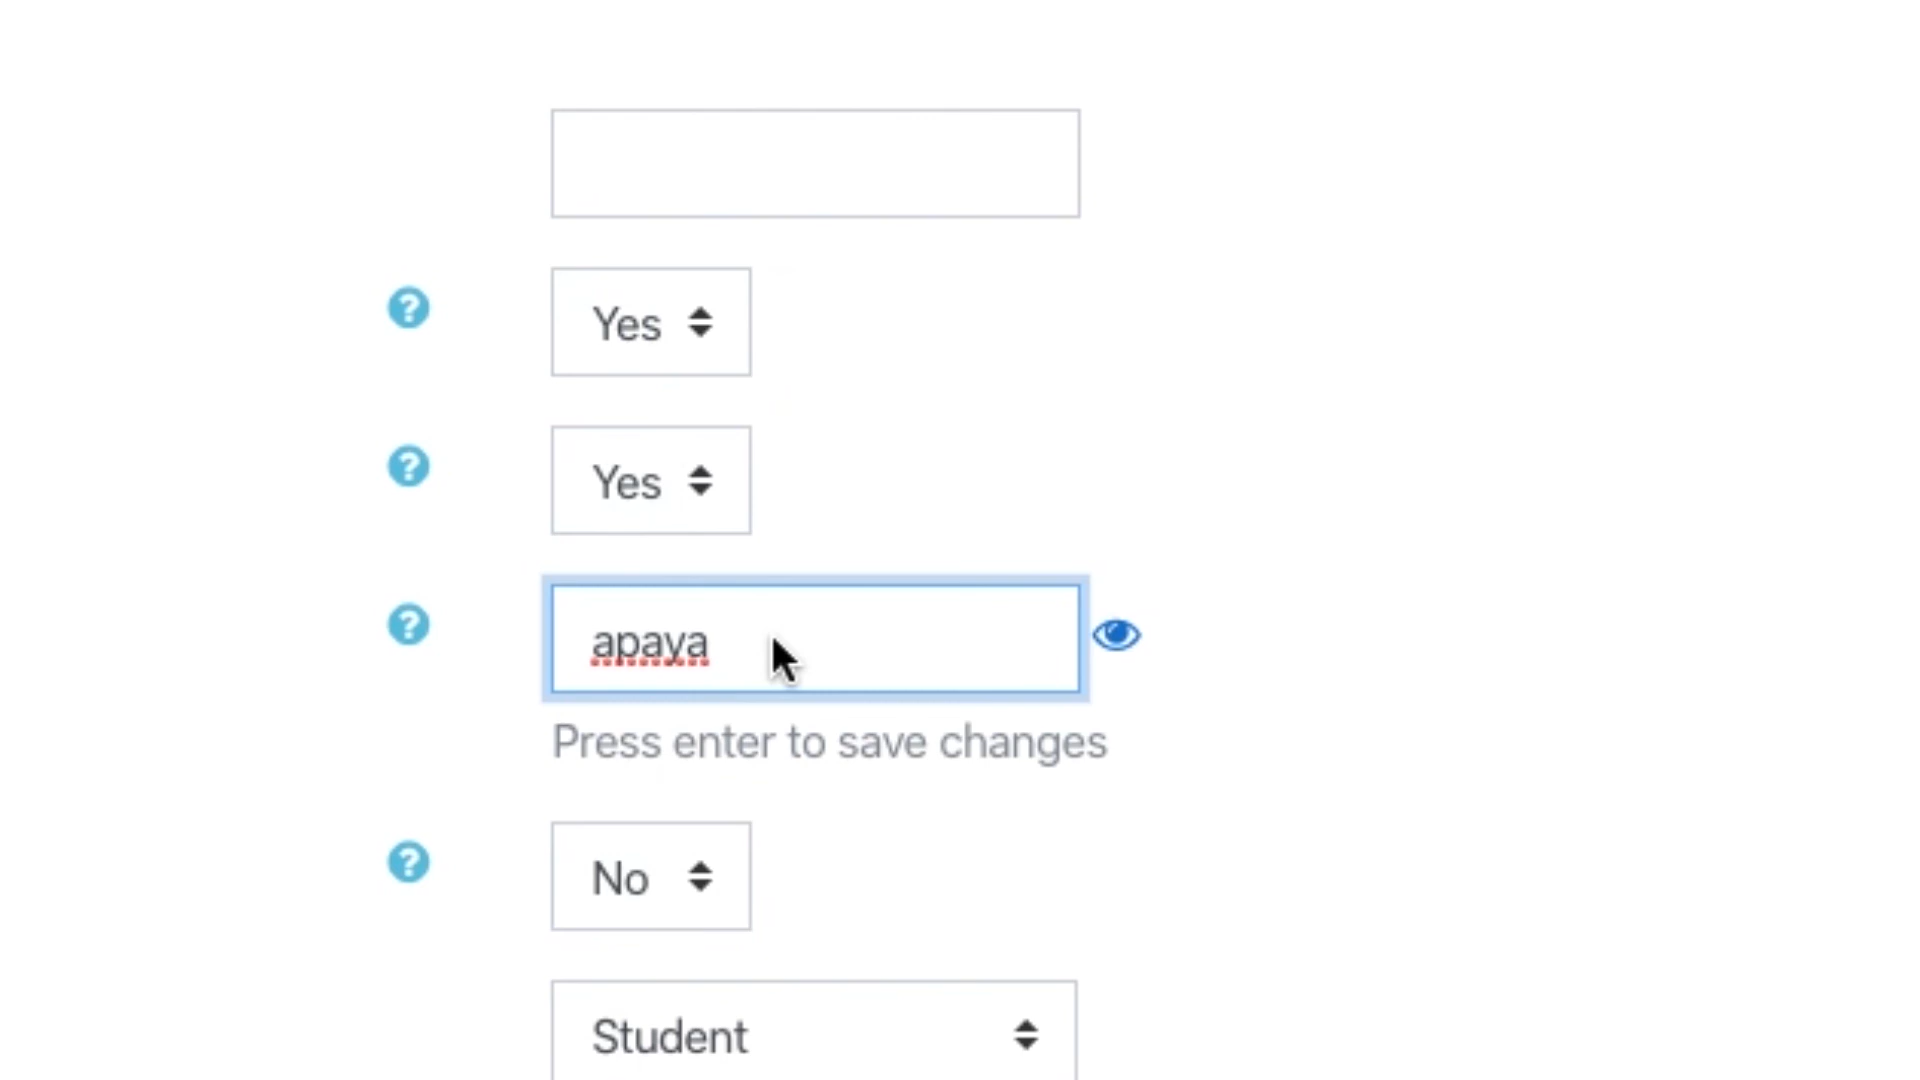 Yes
Yes
apaya
Press enter to save changes
No
Student